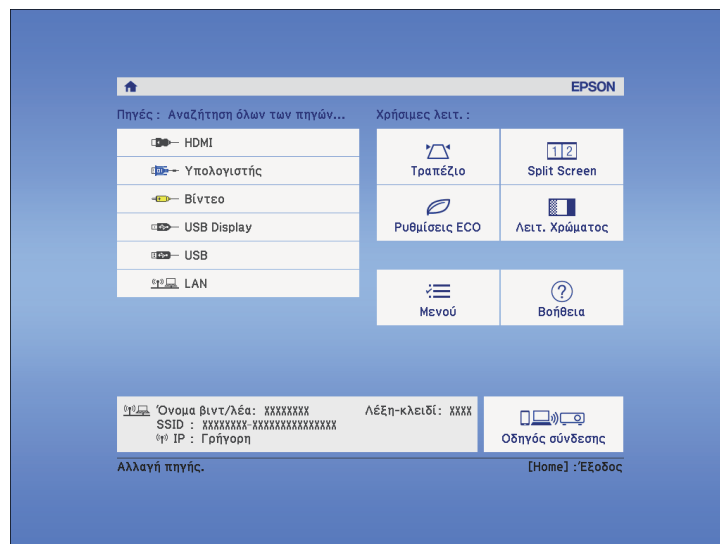 EPSON
Πηγές : Αναζήτηση όλων των πηγών...
HDMI
Υπολογιστής
Βίντεο
USB Display
USB
LAN
Χρήσιμες λειτ. :
Τραπέζιο
1 2
Split Screen
Ρυθμίσεις ECO
Λειτ. Χρώματος
Μενού
?
Βοήθεια
Όνομα βιντ/λέα: XXXXXXXX Λέξη-κλειδί: XXXX
SSID : XXXXXXXX-XXXXXXXXXXXXXXX
IP : Γρήγορη
Οδηγός σύνδεσης
Αλλαγή πηγής. [Home] :Έξοδος